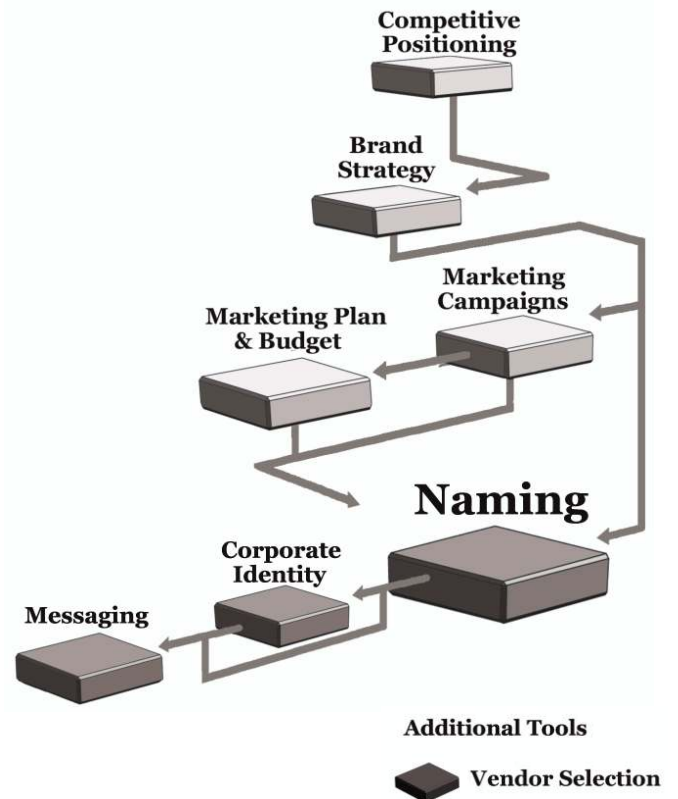 Competitive
Positioning
Brand
Strategy
Marketing
Campaigns
Marketing Plan
& Budget
Naming
Corporate
Identity
Messaging
Additional Tools
Vendor Selection